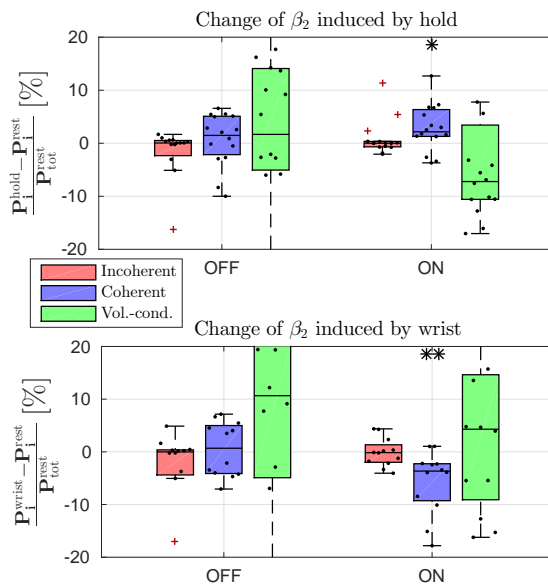 Change of β₂ induced by hold
P_i^hold − P_i^rest / P_tot^rest [%]
20
10
0
-10
-20
OFF
ON
Incoherent
Coherent
Vol.-cond.
Change of β₂ induced by wrist
P_i^wrist − P_i^rest / P_tot^rest [%]
20
10
0
-10
-20
OFF
ON